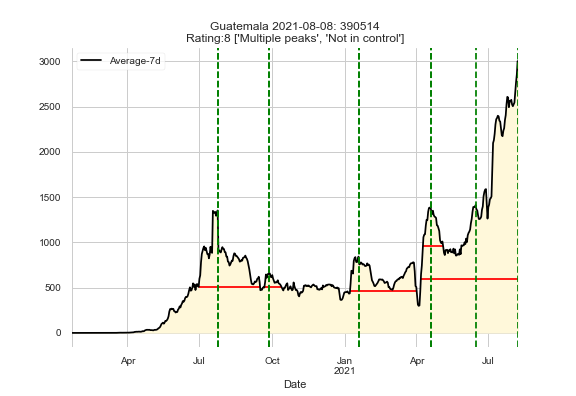 Guatemala 2021-08-08: 390514
Rating:8 ['Multiple peaks', 'Not in control']
Average-7d
3000
2500
2000
1500
1000
500
0
Apr
Jul
Oct
Jan
2021
Apr
Jul
Date